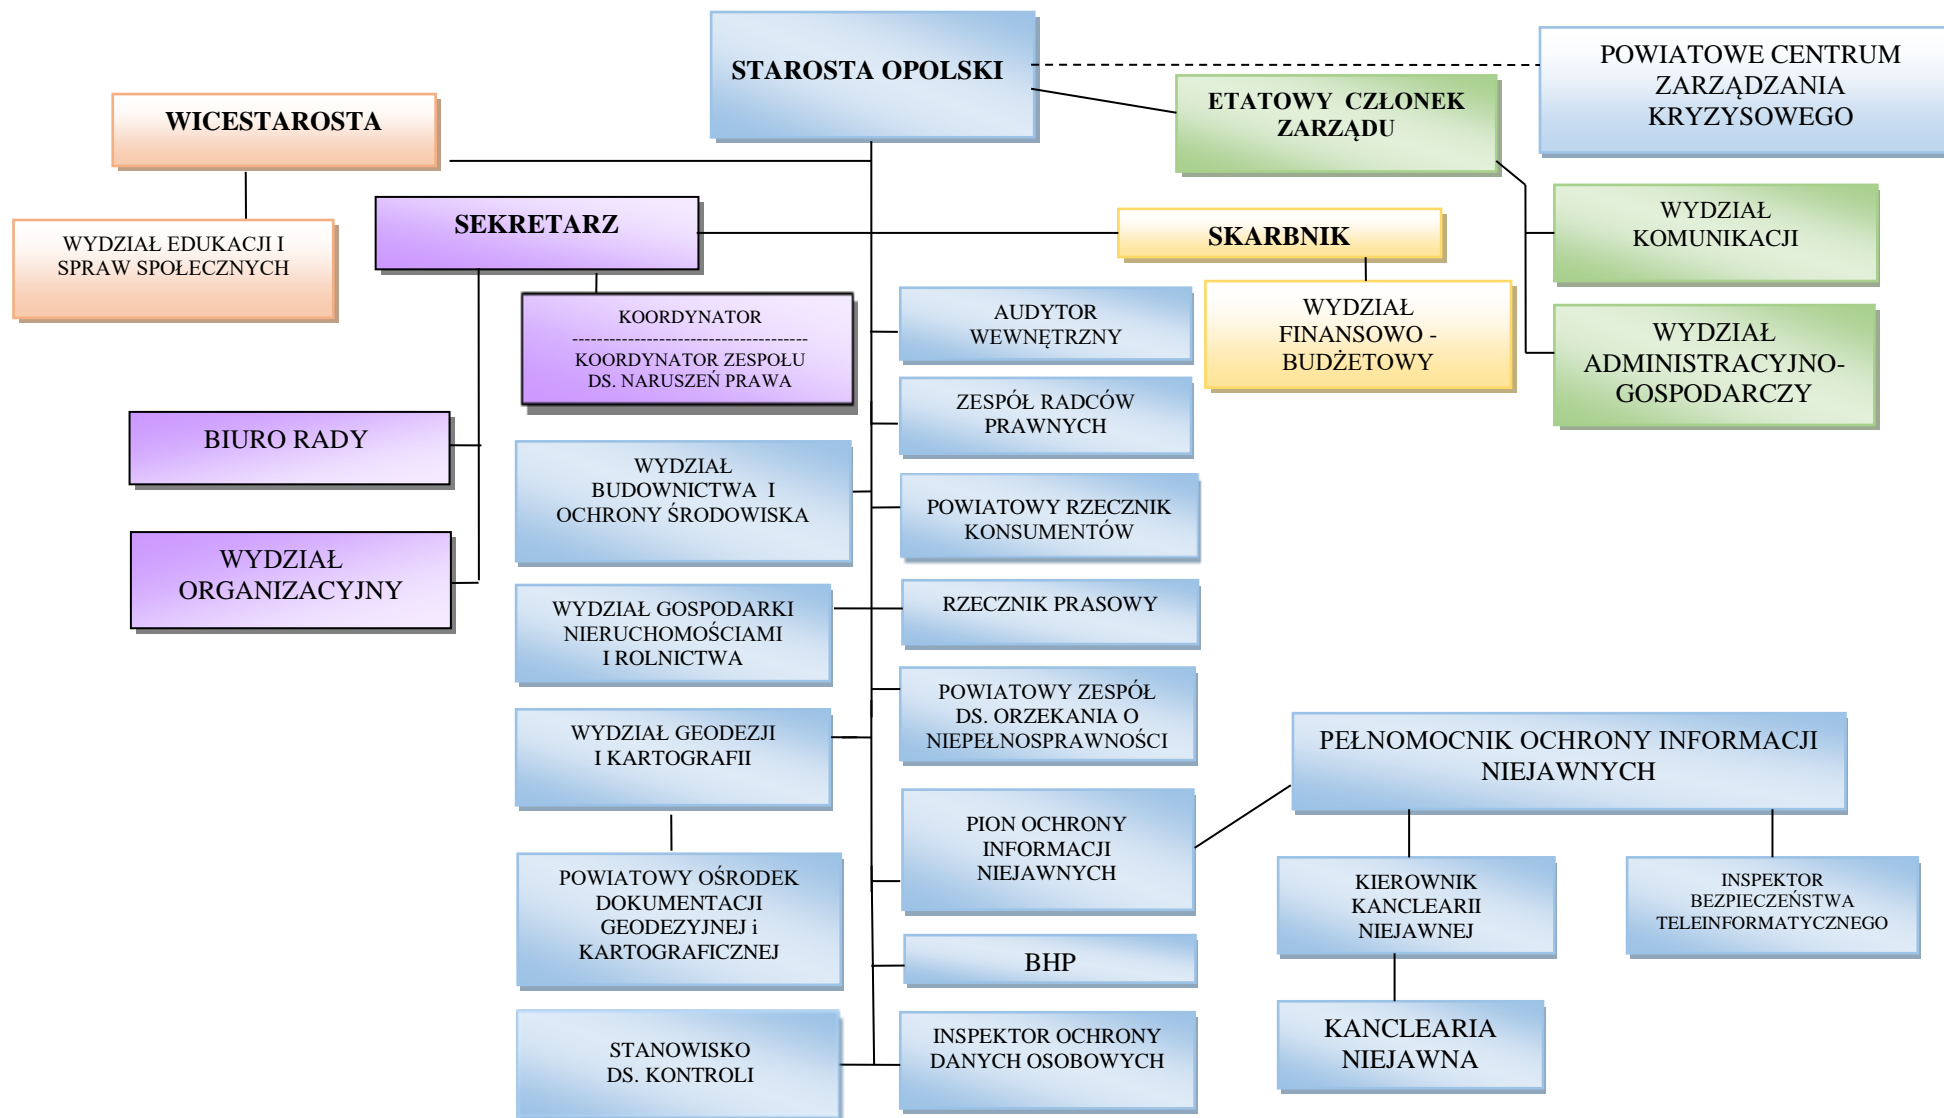 STAROSTA OPOLSKI
POWIATOWE CENTRUM
ZARZĄDZANIA
KRYZYSOWEGO
ETATOWY CZŁONEK
ZARZĄDU
WICESTAROSTA
WYDZIAŁ EDUKACJI I
SPRAW SPOŁECZNYCH
SEKRETARZ
SKARBNIK
WYDZIAŁ
KOMUNIKACJI
KOORDYNATOR
--------------------------------------
KOORDYNATOR ZESPOŁU
DS. NARUSZEŃ PRAWA
AUDYTOR
WEWNĘTRZNY
WYDZIAŁ
FINANSOWO -
BUDŻETOWY
WYDZIAŁ
ADMINISTRACYJNO-
GOSPODARCZY
BIURO RADY
ZESPÓŁ RADCÓW
PRAWNYCH
WYDZIAŁ
BUDOWNICTWA I
OCHRONY ŚRODOWISKA
POWIATOWY RZECZNIK
KONSUMENTÓW
WYDZIAŁ
ORGANIZACYJNY
WYDZIAŁ GOSPODARKI
NIERUCHOMOŚCIAMI
I ROLNICTWA
RZECZNIK PRASOWY
POWIATOWY ZESPÓŁ
DS. ORZEKANIA O
NIEPEŁNOSPRAWNOŚCI
WYDZIAŁ GEODEZJI
I KARTOGRAFII
PEŁNOMOCNIK OCHRONY INFORMACJI
NIEJAWNYCH
PION OCHRONY
INFORMACJI
NIEJAWNYCH
POWIATOWY OŚRODEK
DOKUMENTACJI
GEODEZYJNEJ i
KARTOGRAFICZNEJ
KIEROWNIK
KANCLEARII
NIEJAWNEJ
INSPEKTOR
BEZPIECZEŃSTWA
TELEINFORMATYCZNEGO
BHP
STANOWISKO
DS. KONTROLI
INSPEKTOR OCHRONY
DANYCH OSOBOWYCH
KANCLEARIA
NIEJAWNA